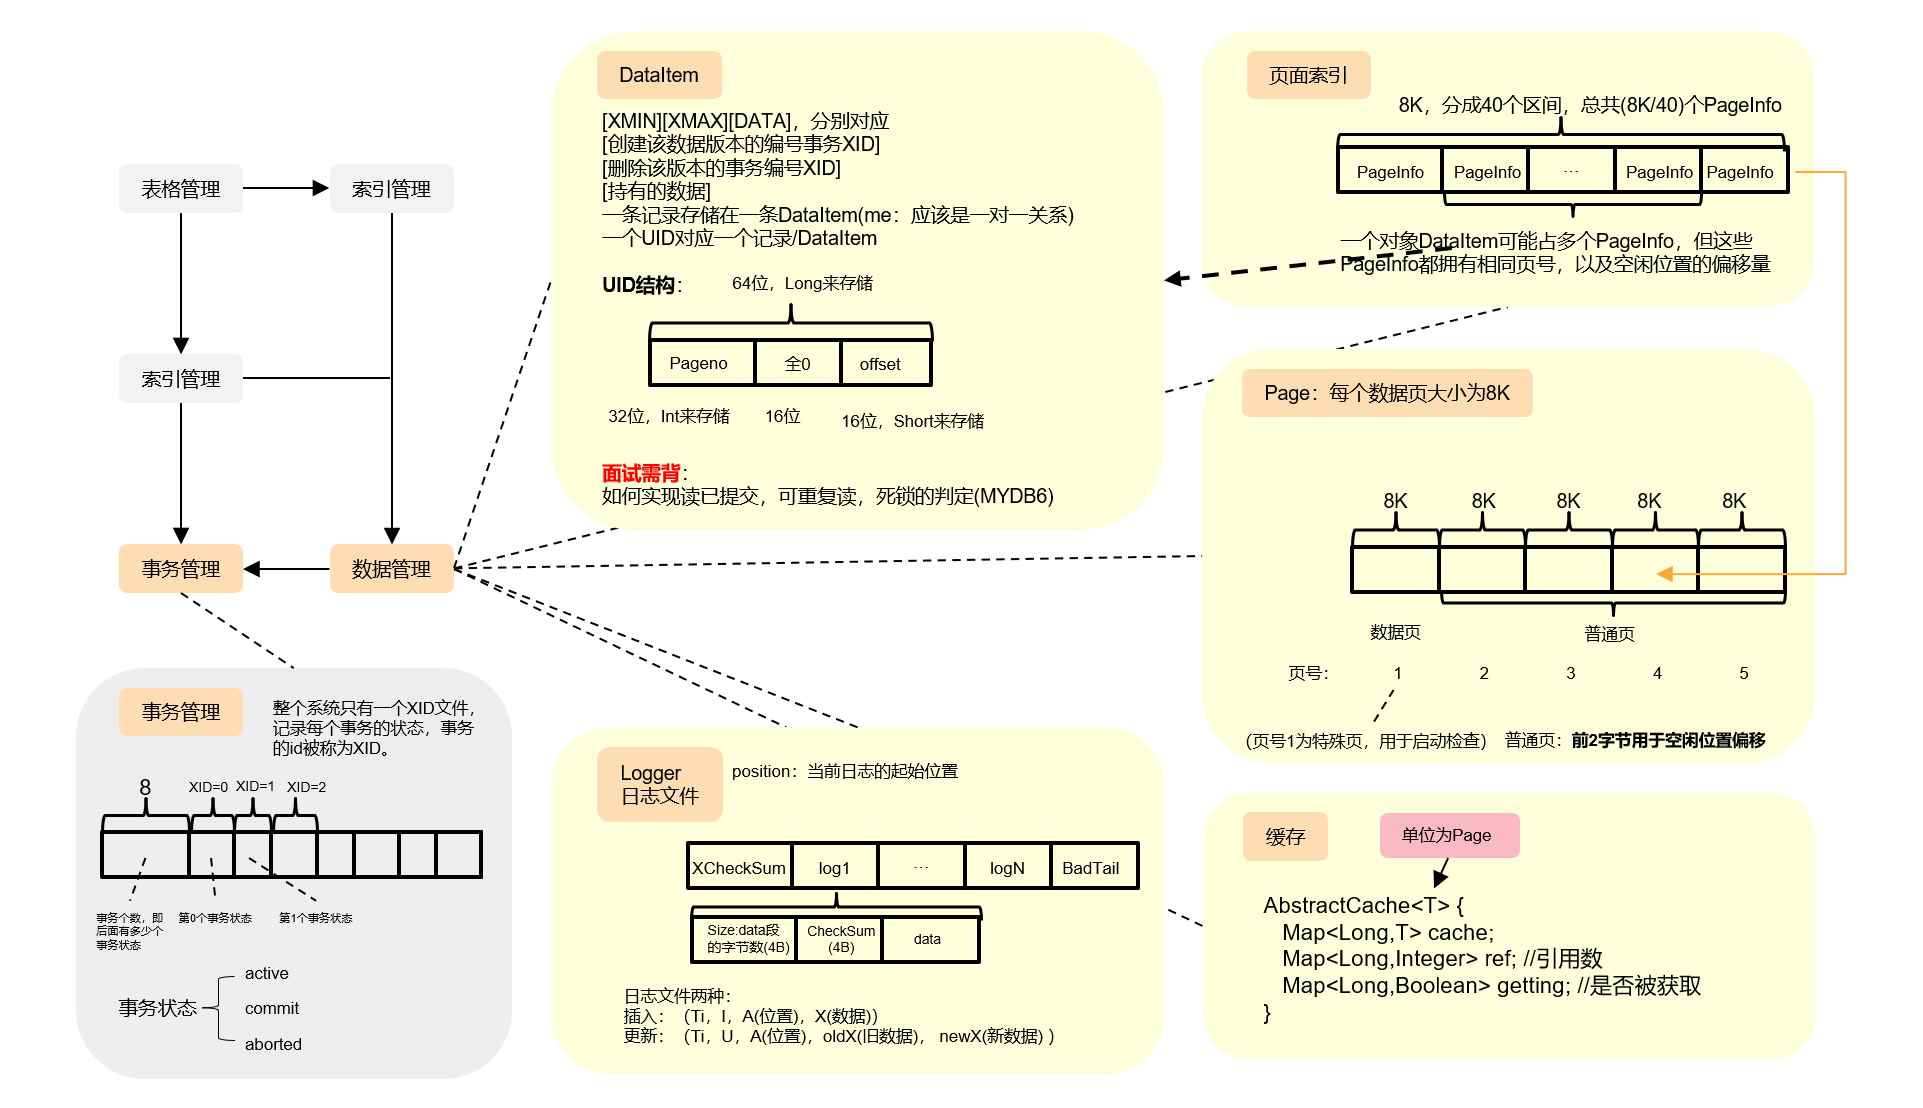 表格管理
索引管理
索引管理
事务管理
数据管理
DataItem
[XMIN][XMAX][DATA]，分别对应
[创建该数据版本的编号事务XID]
[删除该版本的事务编号XID]
[持有的数据]
一条记录存储在一条DataItem(me：应该是一对一关系)
一个UID对应一个记录/DataItem
UID结构：
64位，Long来存储
Pageno
全0
offset
32位，Int来存储
16位
16位，Short来存储
面试需背：
如何实现读已提交，可重复读，死锁的判定(MYDB6)
页面索引
8K，分成40个区间，总共(8K/40)个PageInfo
PageInfo
PageInfo
...
PageInfo
PageInfo
一个对象DataItem可能占多个PageInfo，但这些
PageInfo都拥有相同页号，以及空闲位置的偏移量
Page：每个数据页大小为8K
8K
8K
8K
8K
8K
数据页
普通页
页号：
1
2
3
4
5
（页号1为特殊页，用于启动检查）
普通页：前2字节用于空闲位置偏移
事务管理
整个系统只有一个XID文件，
记录每个事务的状态，事务
的id被称为XID。
8
XID=0
XID=1
XID=2
事务个数，即
后面有多少个
事务状态
第0个事务状态
第1个事务状态
事务状态
active
commit
aborted
Logger
日志文件
position：当前日志的起始位置
XCheckSum
log1
...
logN
BadTail
Size:data段
的字节数(4B)
CheckSum
(4B)
data
日志文件两种：
插入：（Ti，I，A(位置)，X(数据)）
更新：（Ti，U，A(位置)，oldX(旧数据)， newX(新数据) ）
缓存
单位为Page
AbstractCache<T> {
Map<Long,T> cache;
Map<Long,Integer> ref; //引用数
Map<Long,Boolean> getting; //是否被获取
}